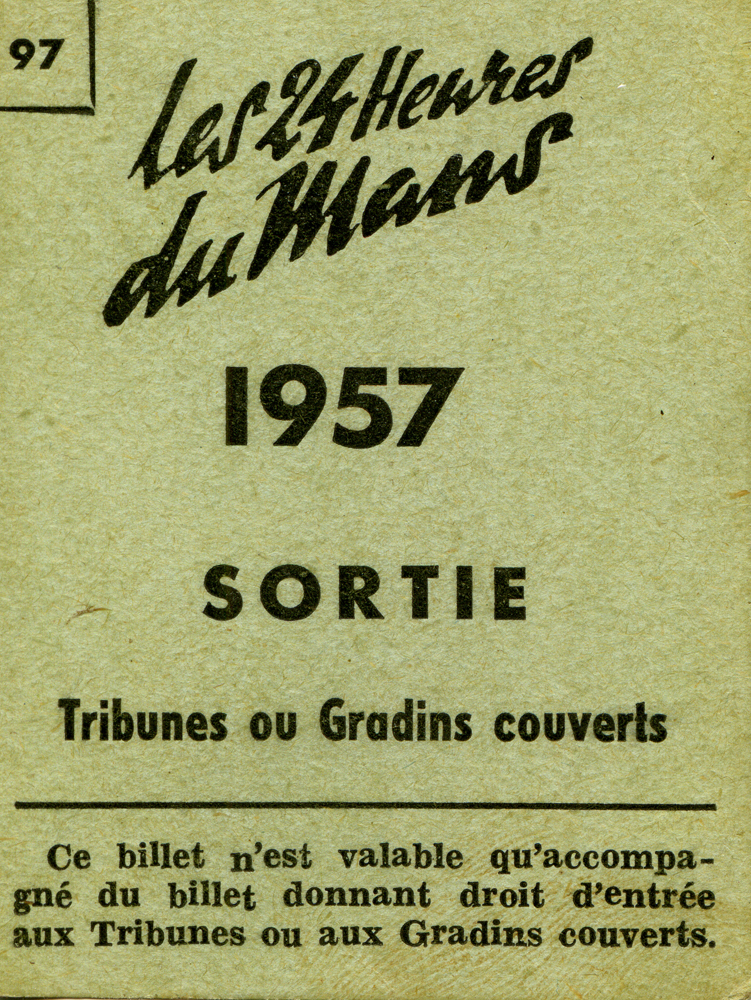 97
Les 24 Heures
du Mans
1957
SORTIE
Tribunes ou Gradins couverts
Ce billet n'est valable qu'accompa-
gné du billet donnant droit d'entrée
aux Tribunes ou aux Gradins couverts.